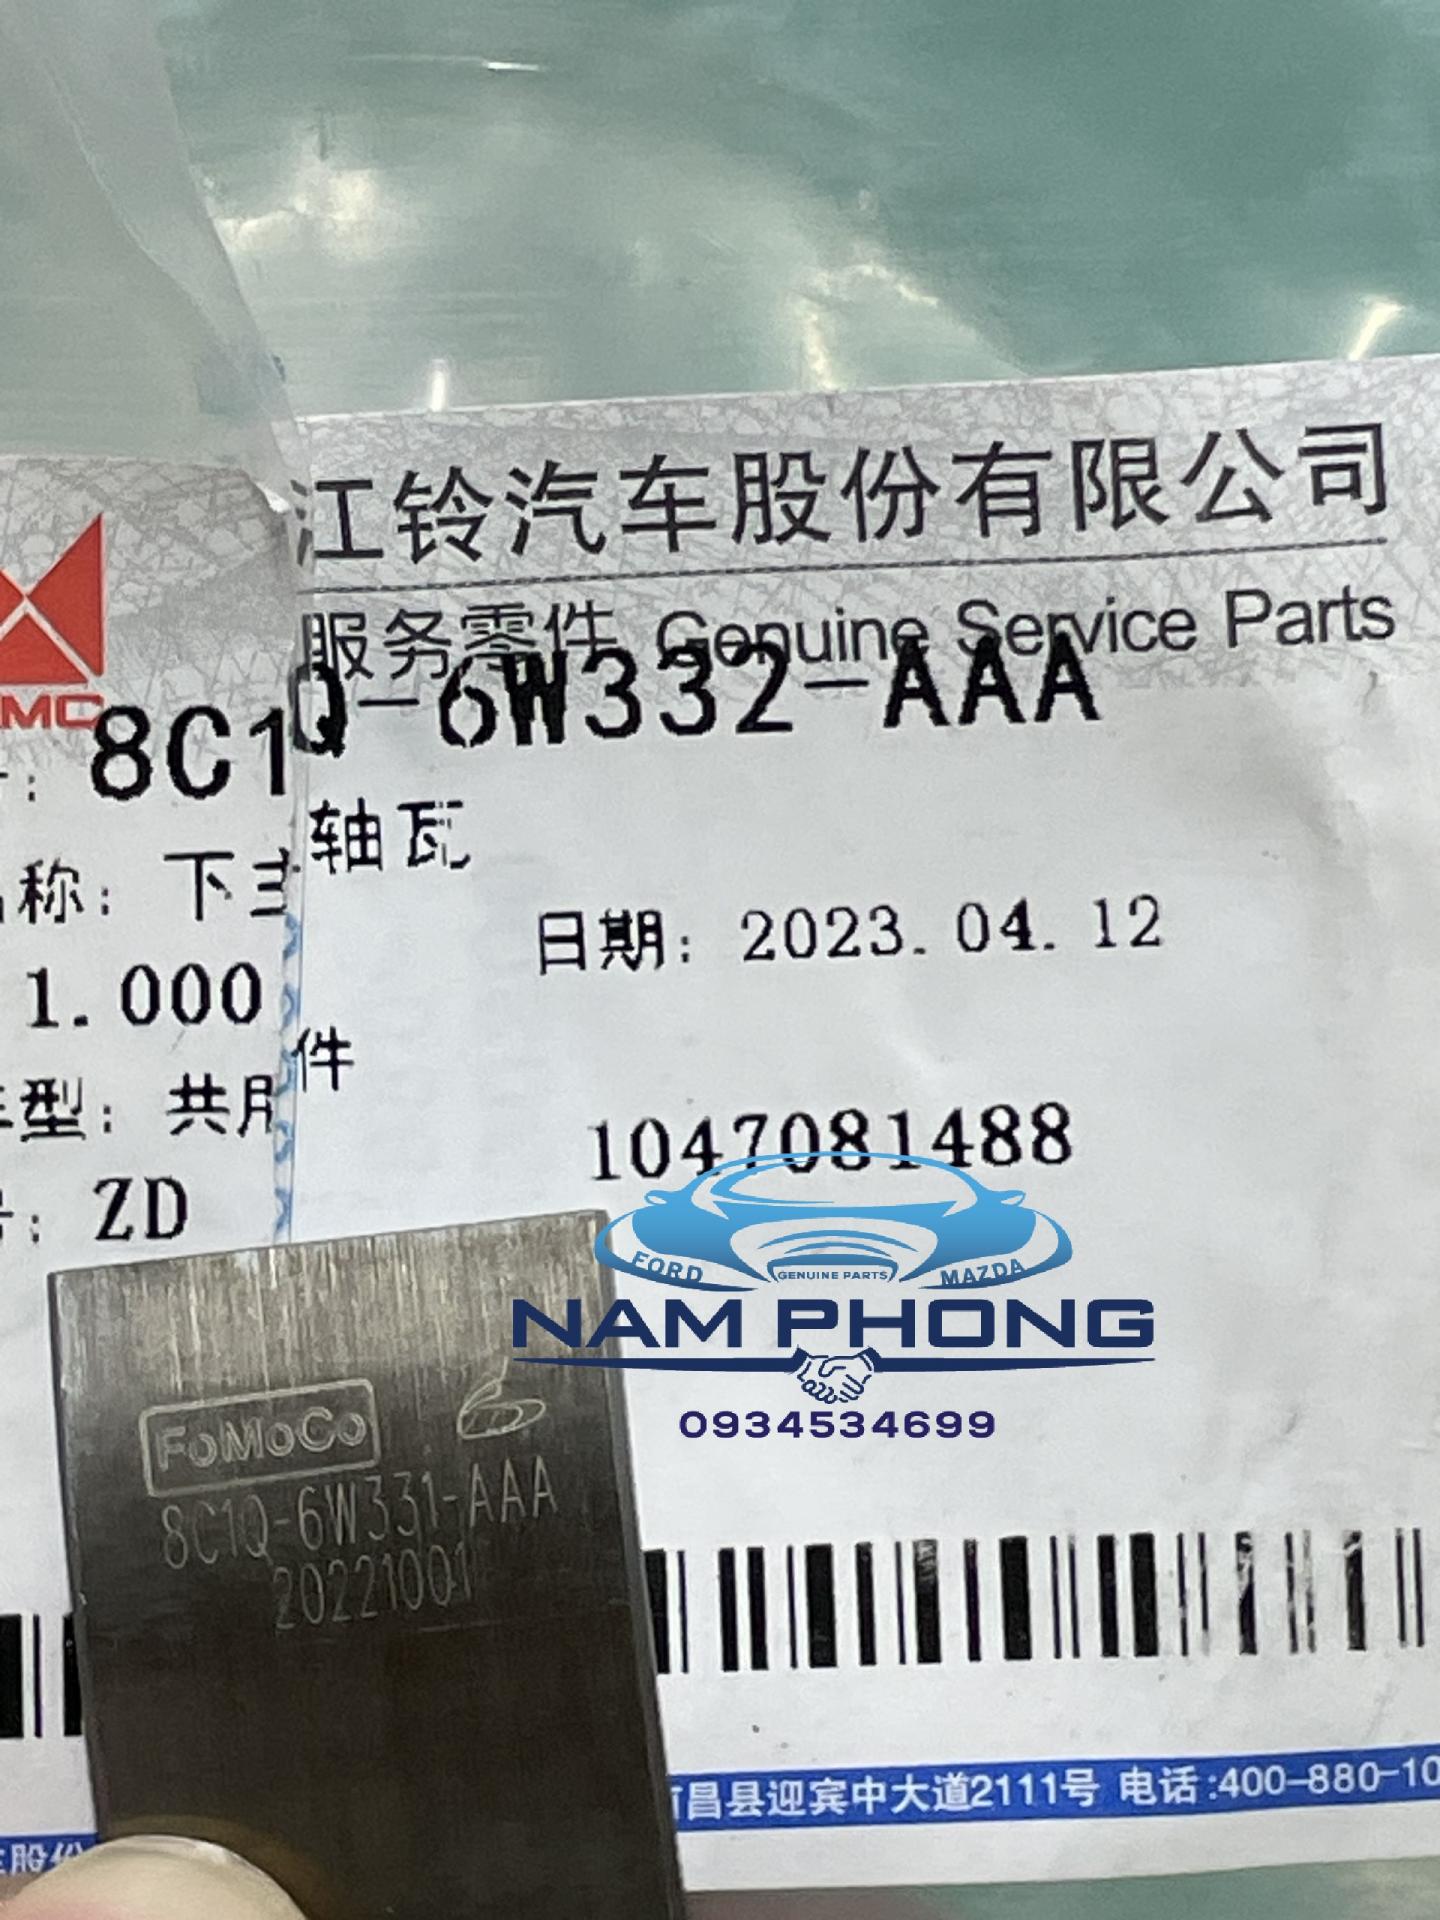 江铃汽车股份有限公司
服务零件 Genuine Service Parts
MC
8C1Q-6W332-AAA
称: 下主轴瓦
日期: 2023.04.12
1.000
件
型: 共用
1047081488
: ZD
FORD GENUINE PARTS MAZDA
NAM PHONG
0934534699
FoMoCo
8C1Q-6W331-AAA
20221001
昌县迎宾中大道2111号 电话:400-880-10
股份